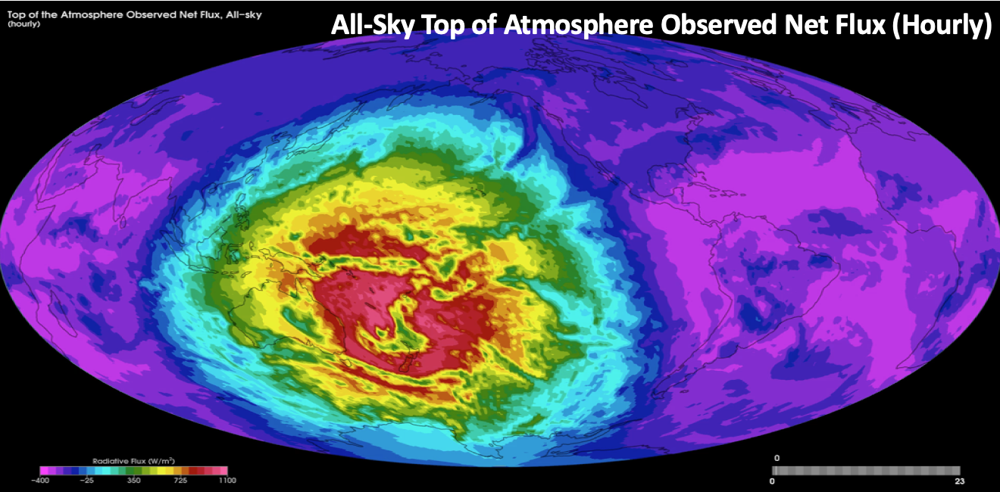 Top of the Atmosphere Observed Net Flux, All-sky
(hourly)
All-Sky Top of Atmosphere Observed Net Flux (Hourly)
Radiative Flux (W/m²)
-400 -25 350 725 1100
0
0 23